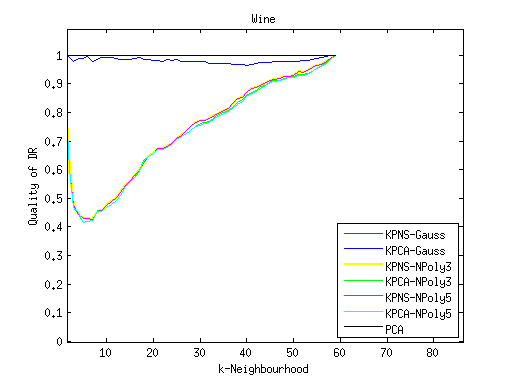 Wine
1
0.9
0.8
0.7
0.6
0.5
0.4
0.3
0.2
0.1
0
Quality of DR
10 20 30 40 50 60 70 80
k-Neighbourhood
KPNS-Gauss
KPCA-Gauss
KPNS-NPoly3
KPCA-NPoly3
KPNS-NPoly5
KPCA-NPoly5
PCA